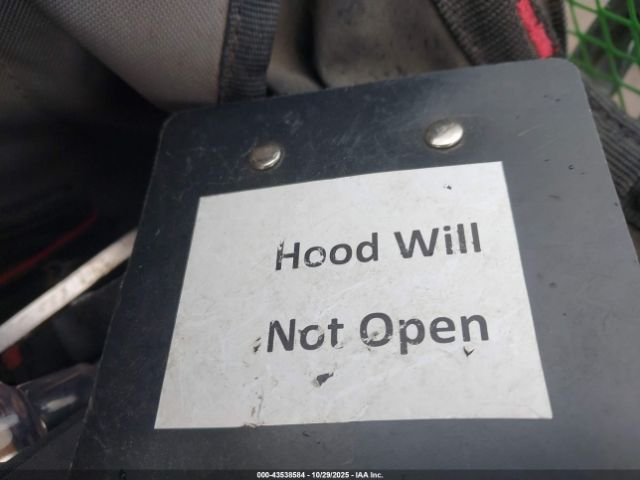 Hood Will
Not Open
000-43538584 - 10/29/2025 - IAA Inc.